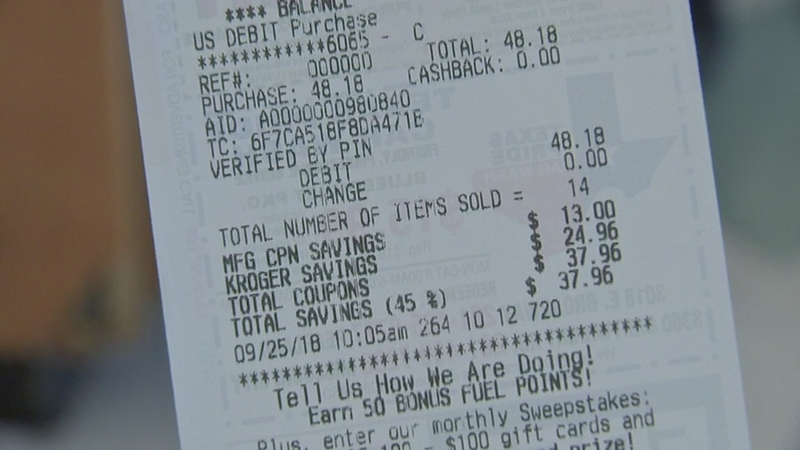 **** BALANCE
US DEBIT Purchase
************6065 - C
REF#: 000000 TOTAL: 48.18
PURCHASE: 48.18 CASHBACK: 0.00
AID: A0000000980840
TC: 6F7CA518F8DA471E
VERIFIED BY PIN
DEBIT 48.18
CHANGE 0.00
TOTAL NUMBER OF ITEMS SOLD = 14
MFG CPN SAVINGS $ 13.00
KROGER SAVINGS $ 24.96
TOTAL COUPONS $ 37.96
TOTAL SAVINGS (45 %) $ 37.96
09/25/18 10:05am 264 10 12 720
************************************
Tell Us How We Are Doing!
Earn 50 BONUS FUEL POINTS!
Plus, enter our monthly Sweepstakes:
$100 gift cards and
prize!